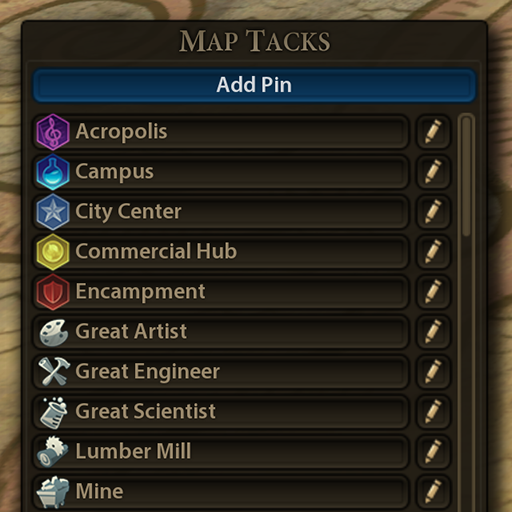 Map Tacks
Add Pin
Acropolis
Campus
City Center
Commercial Hub
Encampment
Great Artist
Great Engineer
Great Scientist
Lumber Mill
Mine